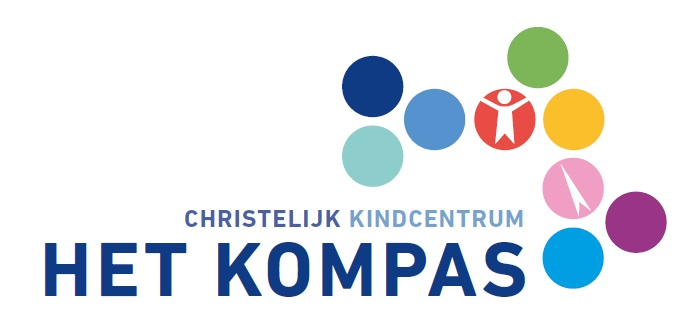 CHRISTELIJK KINDCENTRUM
HET KOMPAS